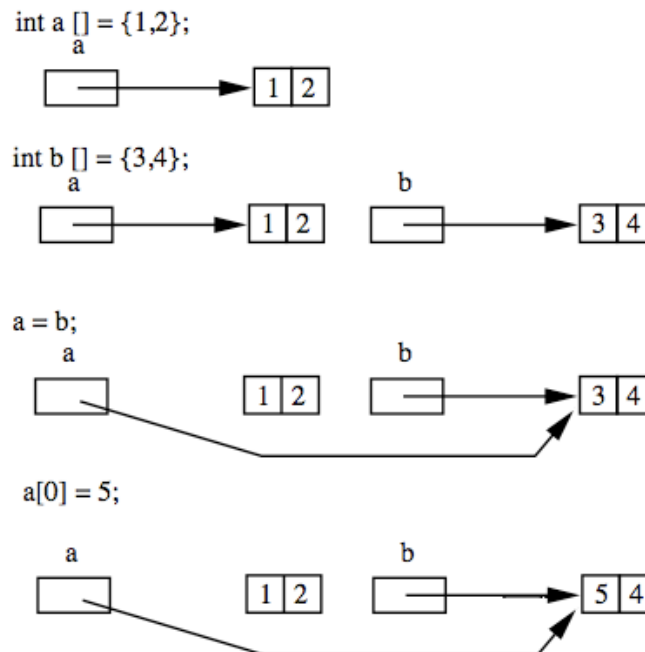 int a [] = {1,2};
a
1 2
int b [] = {3,4};
a b
1 2 3 4
a = b;
a b
1 2 3 4
a[0] = 5;
a b
1 2 5 4